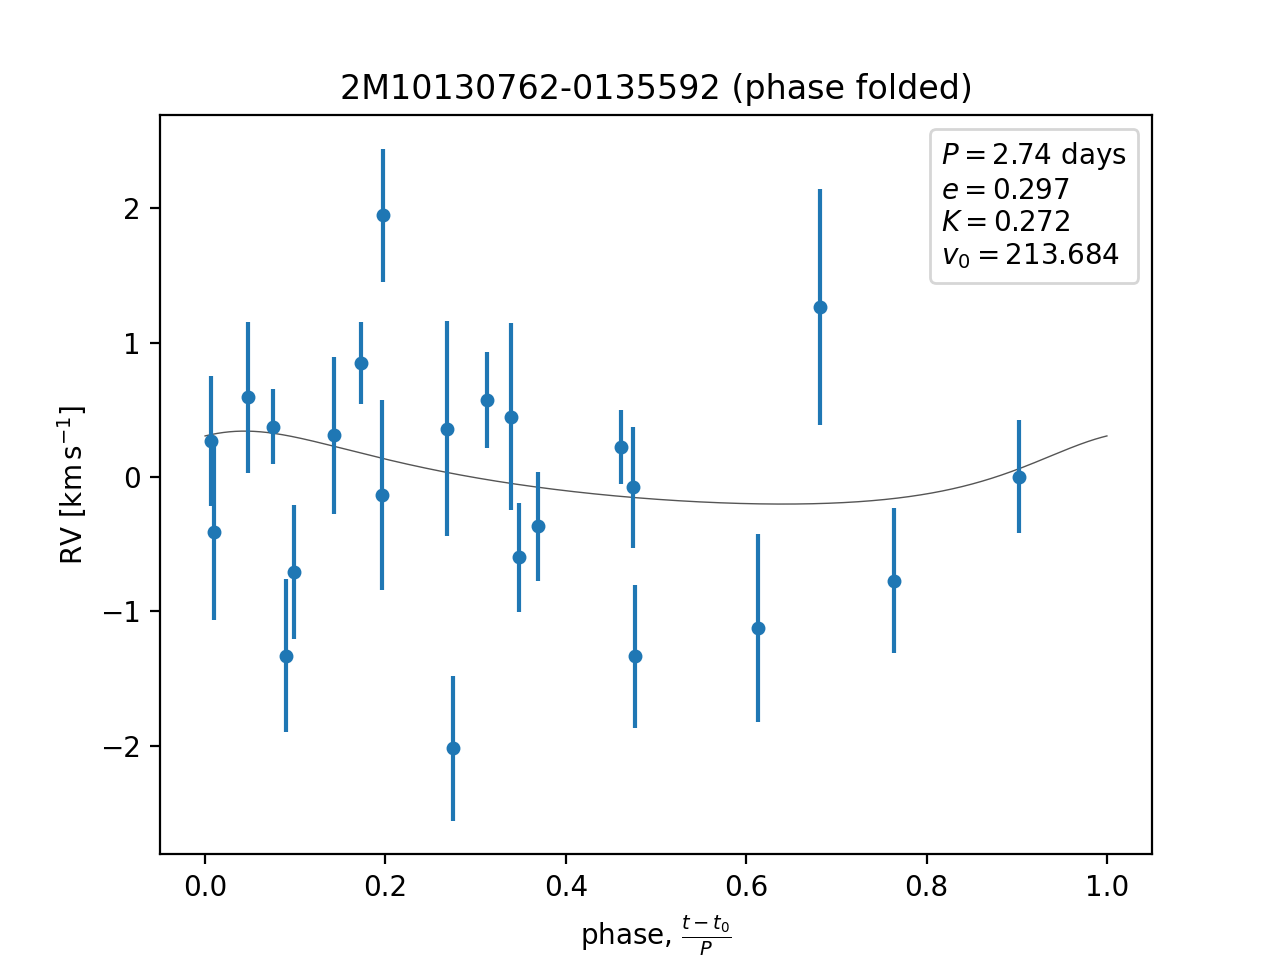 2M10130762-0135592 (phase folded)
P = 2.74 days
e = 0.297
K = 0.272
v₀ = 213.684
2
1
0
−1
−2
RV [km s⁻¹]
0.0 0.2 0.4 0.6 0.8 1.0
phase, (t − t₀)/P